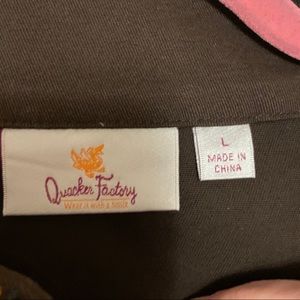 Quacker Factory
Wear it with a smile
L
MADE IN
CHINA